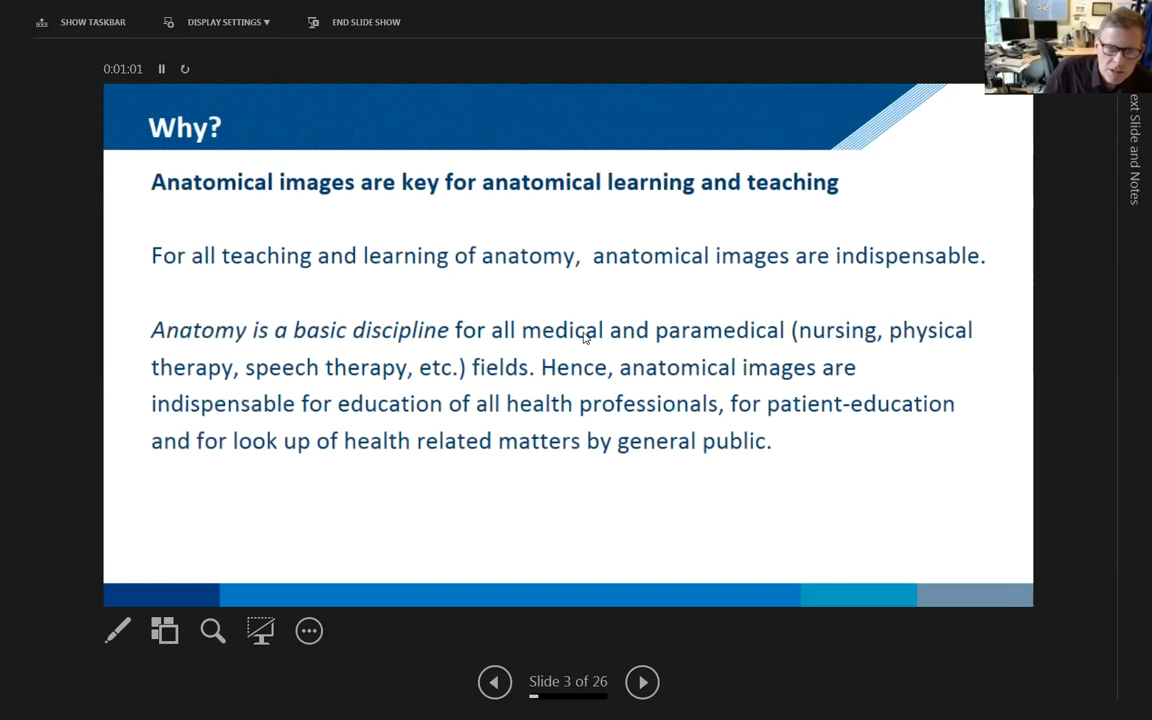 SHOW TASKBAR DISPLAY SETTINGS ▾ END SLIDE SHOW
0:01:01
Why?
Anatomical images are key for anatomical learning and teaching
For all teaching and learning of anatomy, anatomical images are indispensable.
Anatomy is a basic discipline for all medical and paramedical (nursing, physical
therapy, speech therapy, etc.) fields. Hence, anatomical images are
indispensable for education of all health professionals, for patient-education
and for look up of health related matters by general public.
ext Slide and Notes
Slide 3 of 26